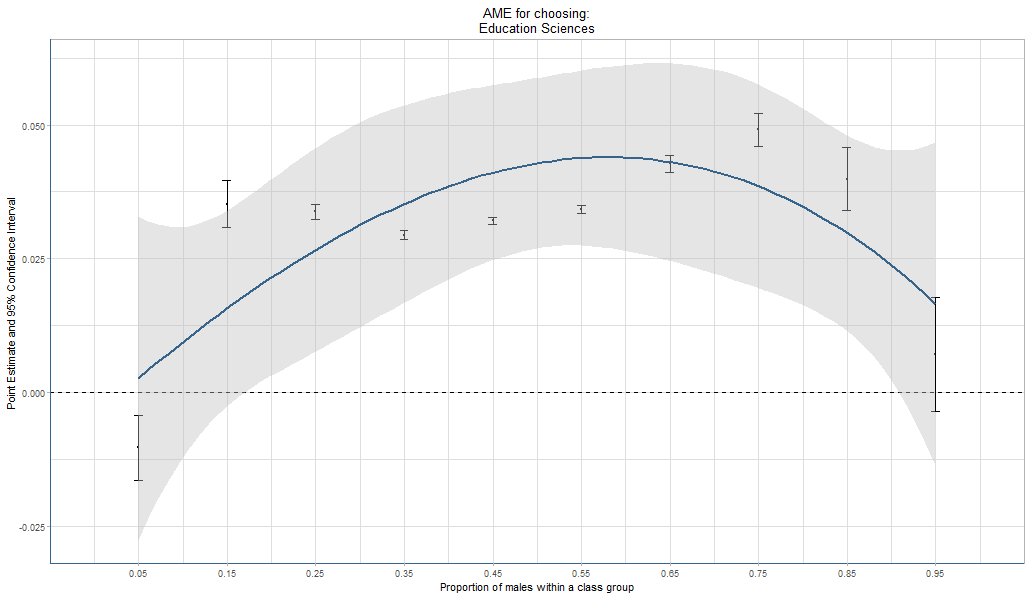 AME for choosing:
Education Sciences
Point Estimate and 95% Confidence Interval
0.050
0.025
0.000
-0.025
0.05 0.15 0.25 0.35 0.45 0.55 0.65 0.75 0.85 0.95
Proportion of males within a class group